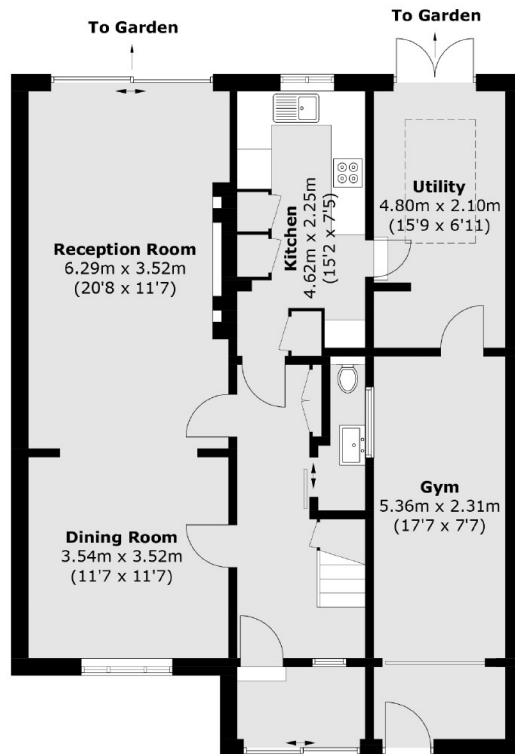 To Garden
To Garden
Reception Room
6.29m x 3.52m
(20'8 x 11'7)
Kitchen
4.62m x 2.25m
(15'2 x 7'5)
Utility
4.80m x 2.10m
(15'9 x 6'11)
Dining Room
3.54m x 3.52m
(11'7 x 11'7)
Gym
5.36m x 2.31m
(17'7 x 7'7)